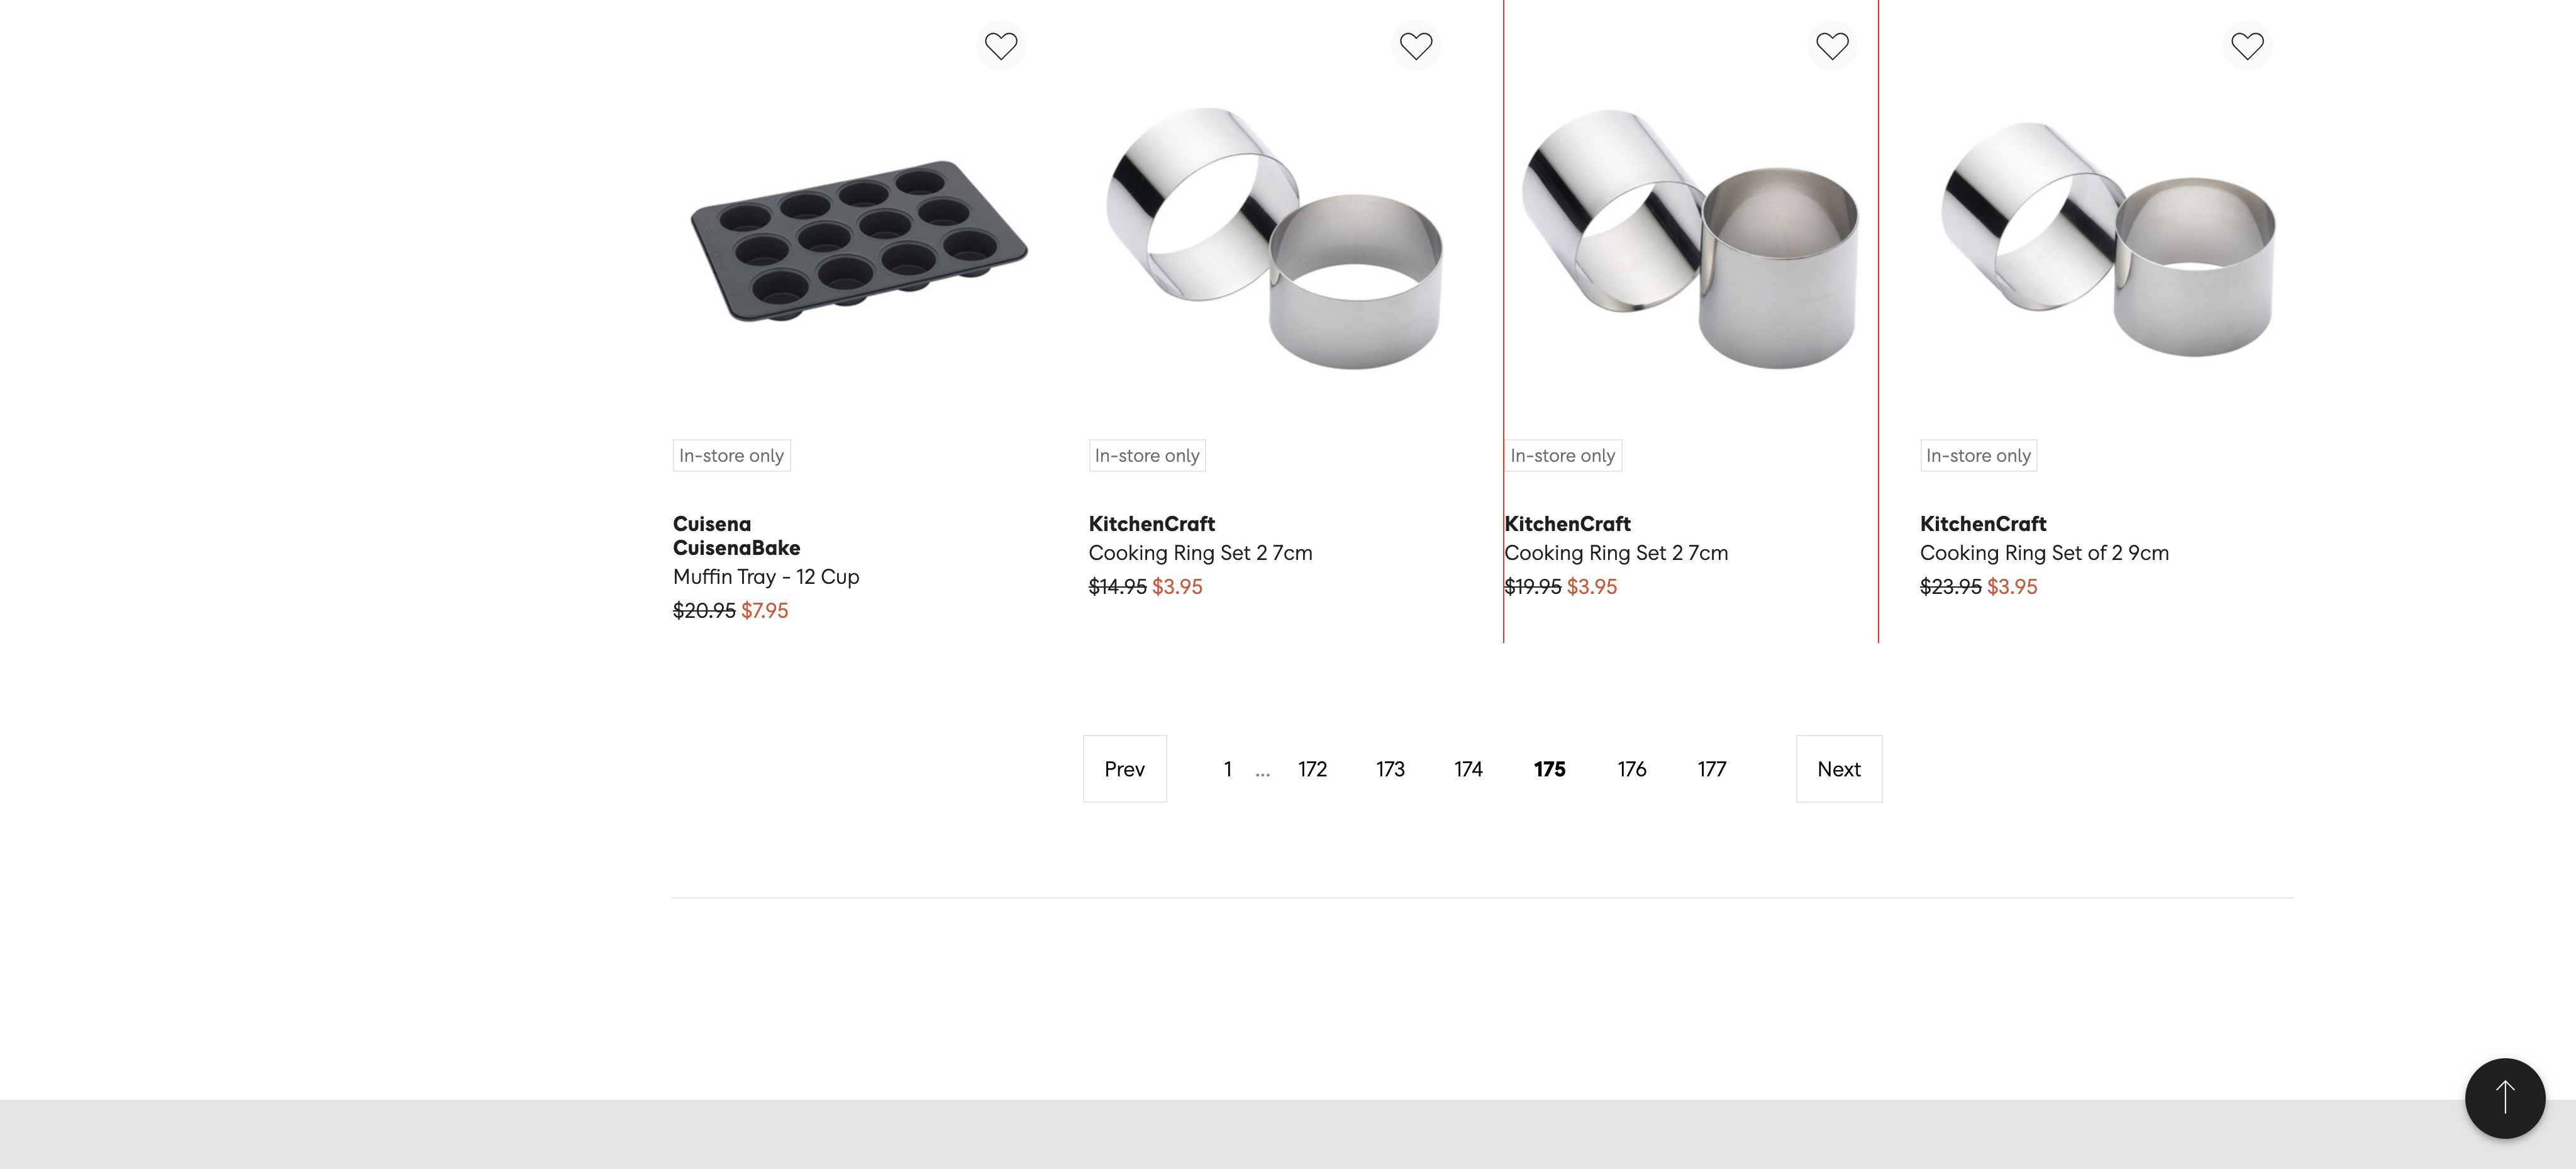 In-store only
Cuisena
CuisenaBake
Muffin Tray - 12 Cup
$20.95 $7.95
In-store only
KitchenCraft
Cooking Ring Set 2 7cm
$14.95 $3.95
In-store only
KitchenCraft
Cooking Ring Set 2 7cm
$19.95 $3.95
In-store only
KitchenCraft
Cooking Ring Set of 2 9cm
$23.95 $3.95
Prev 1 ... 172 173 174 175 176 177 Next